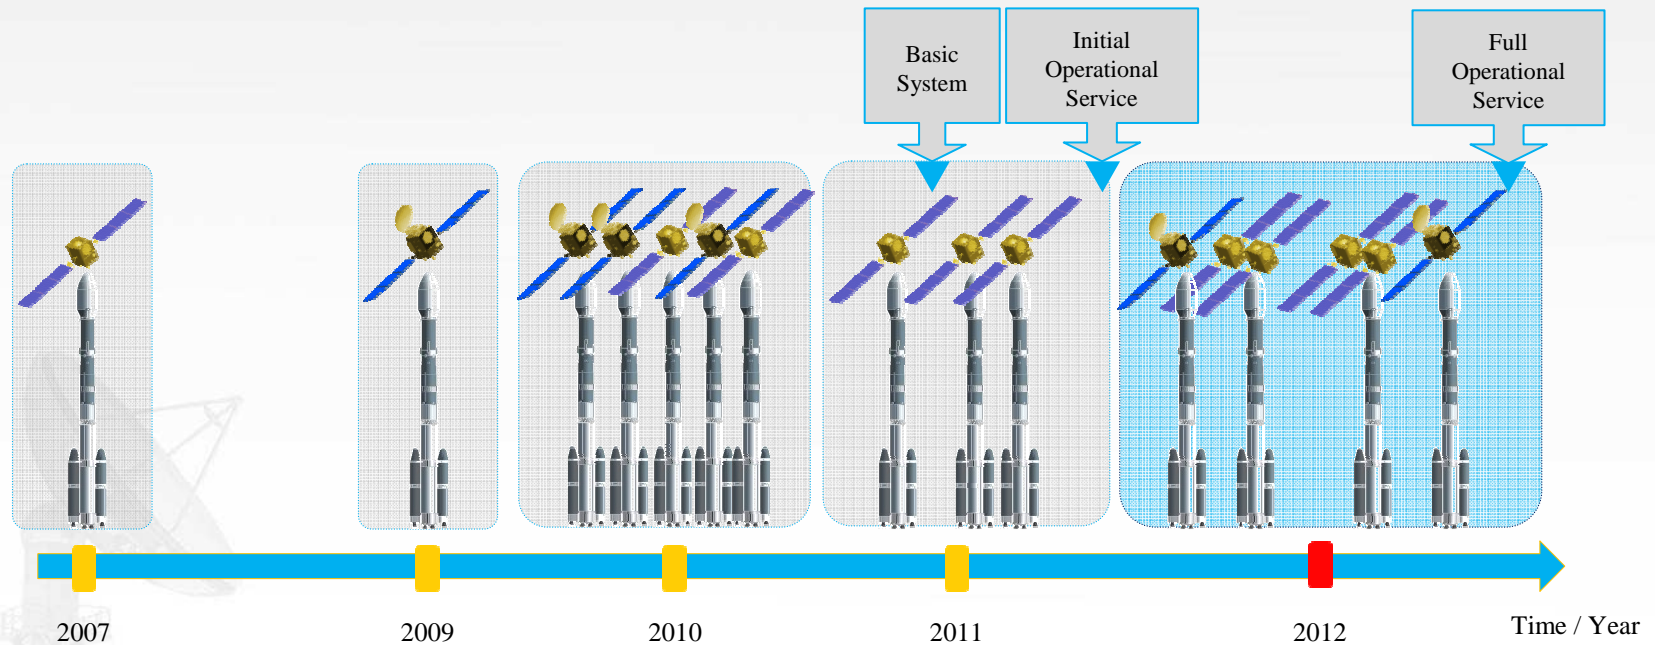 Basic
System
Initial
Operational
Service
Full
Operational
Service
2007
2009
2010
2011
2012
Time / Year